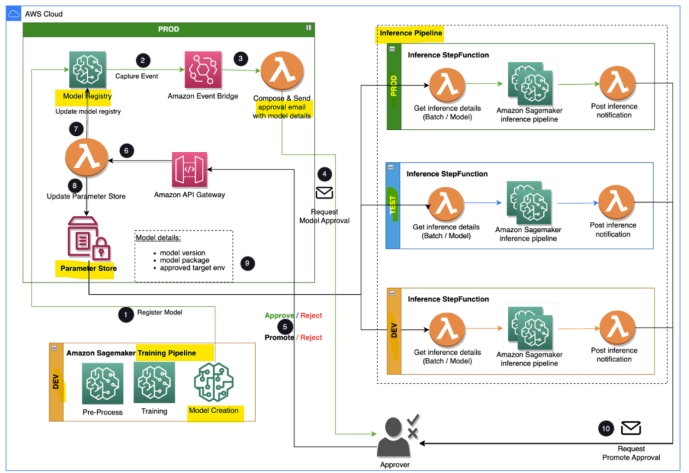 AWS Cloud
PROD
2
3
Capture Event
Model Registry
Update model registry
Amazon Event Bridge
Compose & Send
approval email
with model details
7
6
4
Request
Model Approval
8
Update Parameter Store
Amazon API Gateway
Parameter Store
Model details:
• model version
• model package
• approved target env
9
1
Register Model
Approve / Reject
5
Promote / Reject
DEV
Amazon Sagemaker Training Pipeline
Pre-Process
Training
Model Creation
Inference Pipeline
PROD
Inference StepFunction
Get inference details
(Batch / Model)
Amazon Sagemaker
inference pipeline
Post inference
notification
TEST
Inference StepFunction
Get inference details
(Batch / Model)
Amazon Sagemaker
inference pipeline
Post inference
notification
DEV
Inference StepFunction
Get inference details
(Batch / Model)
Amazon Sagemaker
inference pipeline
Post inference
notification
Approver
10
Request
Promote Approval